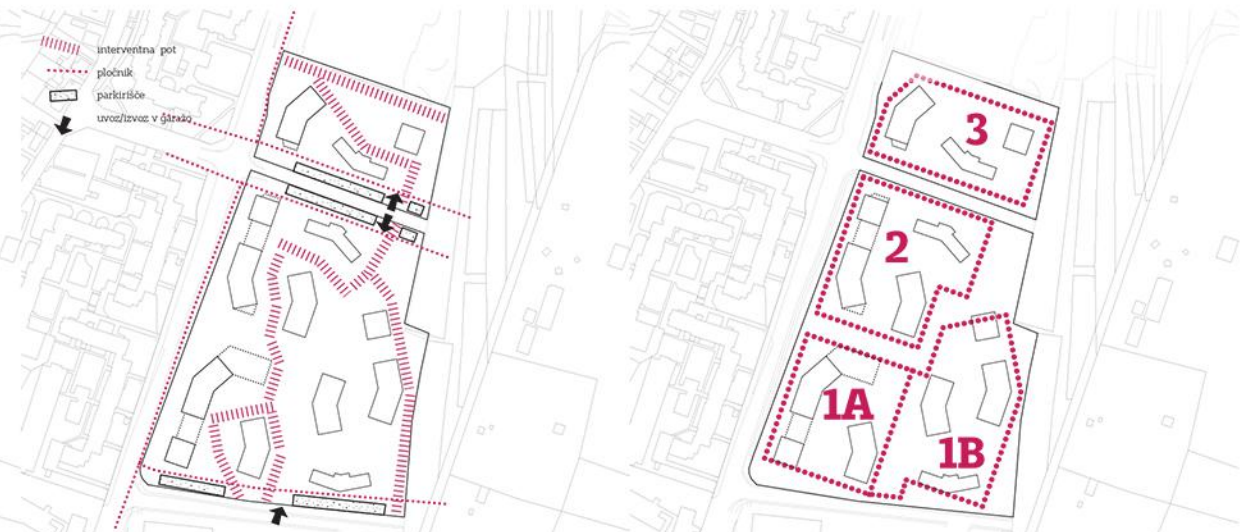 interventna pot
pločnik
parkirišče
uvoz/izvoz v garažo
3
2
1A
1B